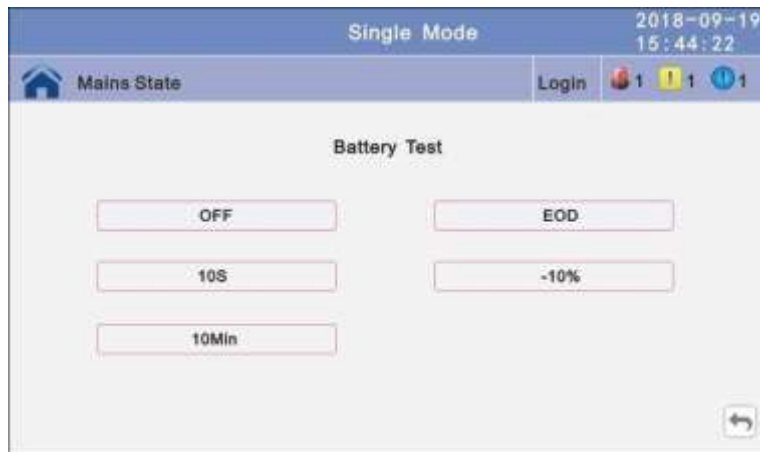 Single Mode
2018-09-19
15:44:22
Mains State
Login
1
! 1
1
Battery Test
OFF
EOD
10S
-10%
10Min